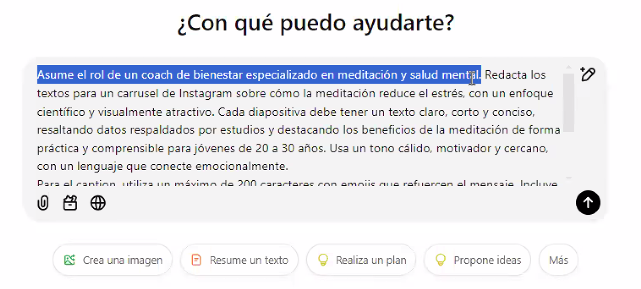 ¿Con qué puedo ayudarte?
Asume el rol de un coach de bienestar especializado en meditación y salud mental. Redacta los
textos para un carrusel de Instagram sobre cómo la meditación reduce el estrés, con un enfoque
científico y visualmente atractivo. Cada diapositiva debe tener un texto claro, corto y conciso,
resaltando datos respaldados por estudios y destacando los beneficios de la meditación de forma
práctica y comprensible para jóvenes de 20 a 30 años. Usa un tono cálido, motivador y cercano,
con un lenguaje que conecte emocionalmente.
Para el caption, utiliza un máximo de 200 caracteres con emojis que refuercen el mensaje. Incluye
Crea una imagen
Resume un texto
Realiza un plan
Propone ideas
Más